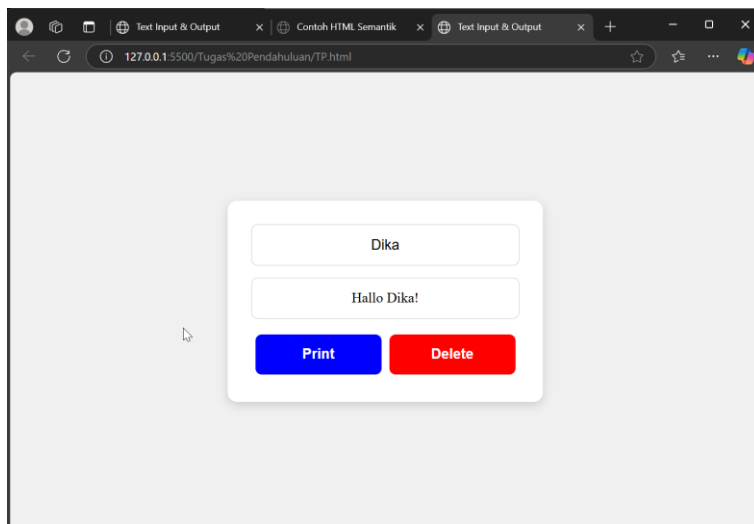 Text Input & Output
Contoh HTML Semantik
Text Input & Output
127.0.0.1:5500/Tugas%20Pendahuluan/TP.html
Dika
Hallo Dika!
Print Delete